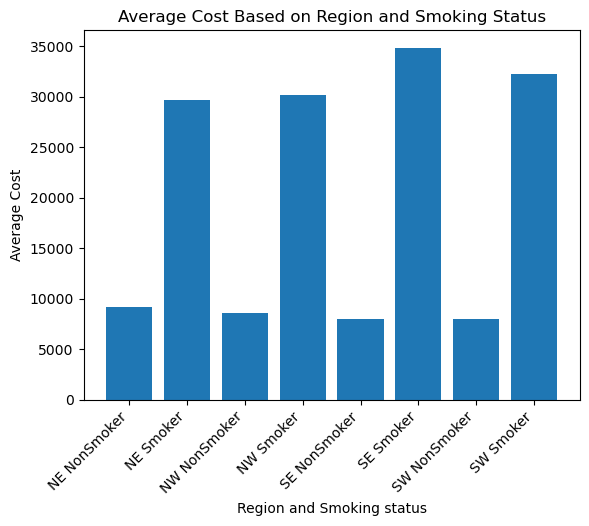 Average Cost Based on Region and Smoking Status
35000
30000
25000
20000
15000
10000
5000
0
Average Cost
NE NonSmoker
NE Smoker
NW NonSmoker
NW Smoker
SE NonSmoker
SE Smoker
SW NonSmoker
SW Smoker
Region and Smoking status